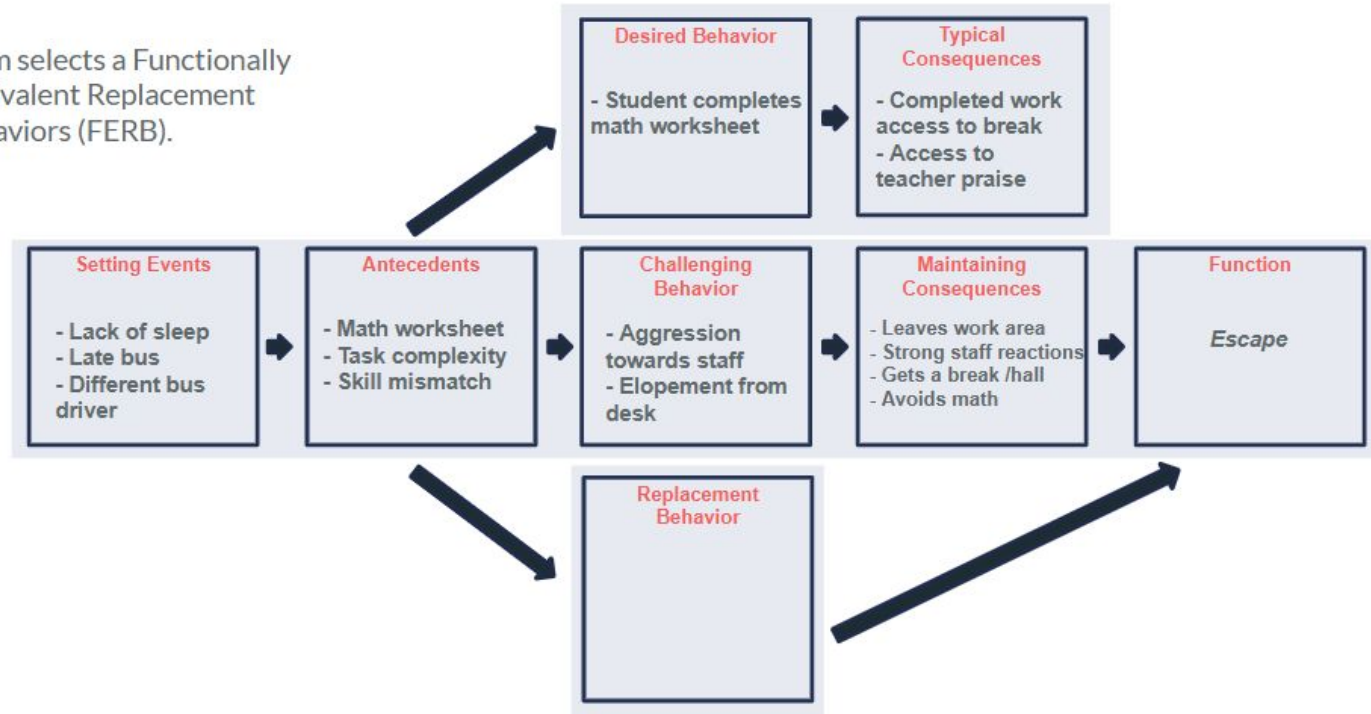 selects a Functionally
Replacement
(FERB).
Desired Behavior
- Student completes
math worksheet
Typical
Consequences
- Completed work
access to break
- Access to
teacher praise
Setting Events
- Lack of sleep
- Late bus
- Different bus
driver
Antecedents
- Math worksheet
- Task complexity
- Skill mismatch
Challenging
Behavior
- Aggression
towards staff
- Elopement from
desk
Maintaining
Consequences
- Leaves work area
- Strong staff reactions
- Gets a break /hall
- Avoids math
Function
Escape
Replacement
Behavior